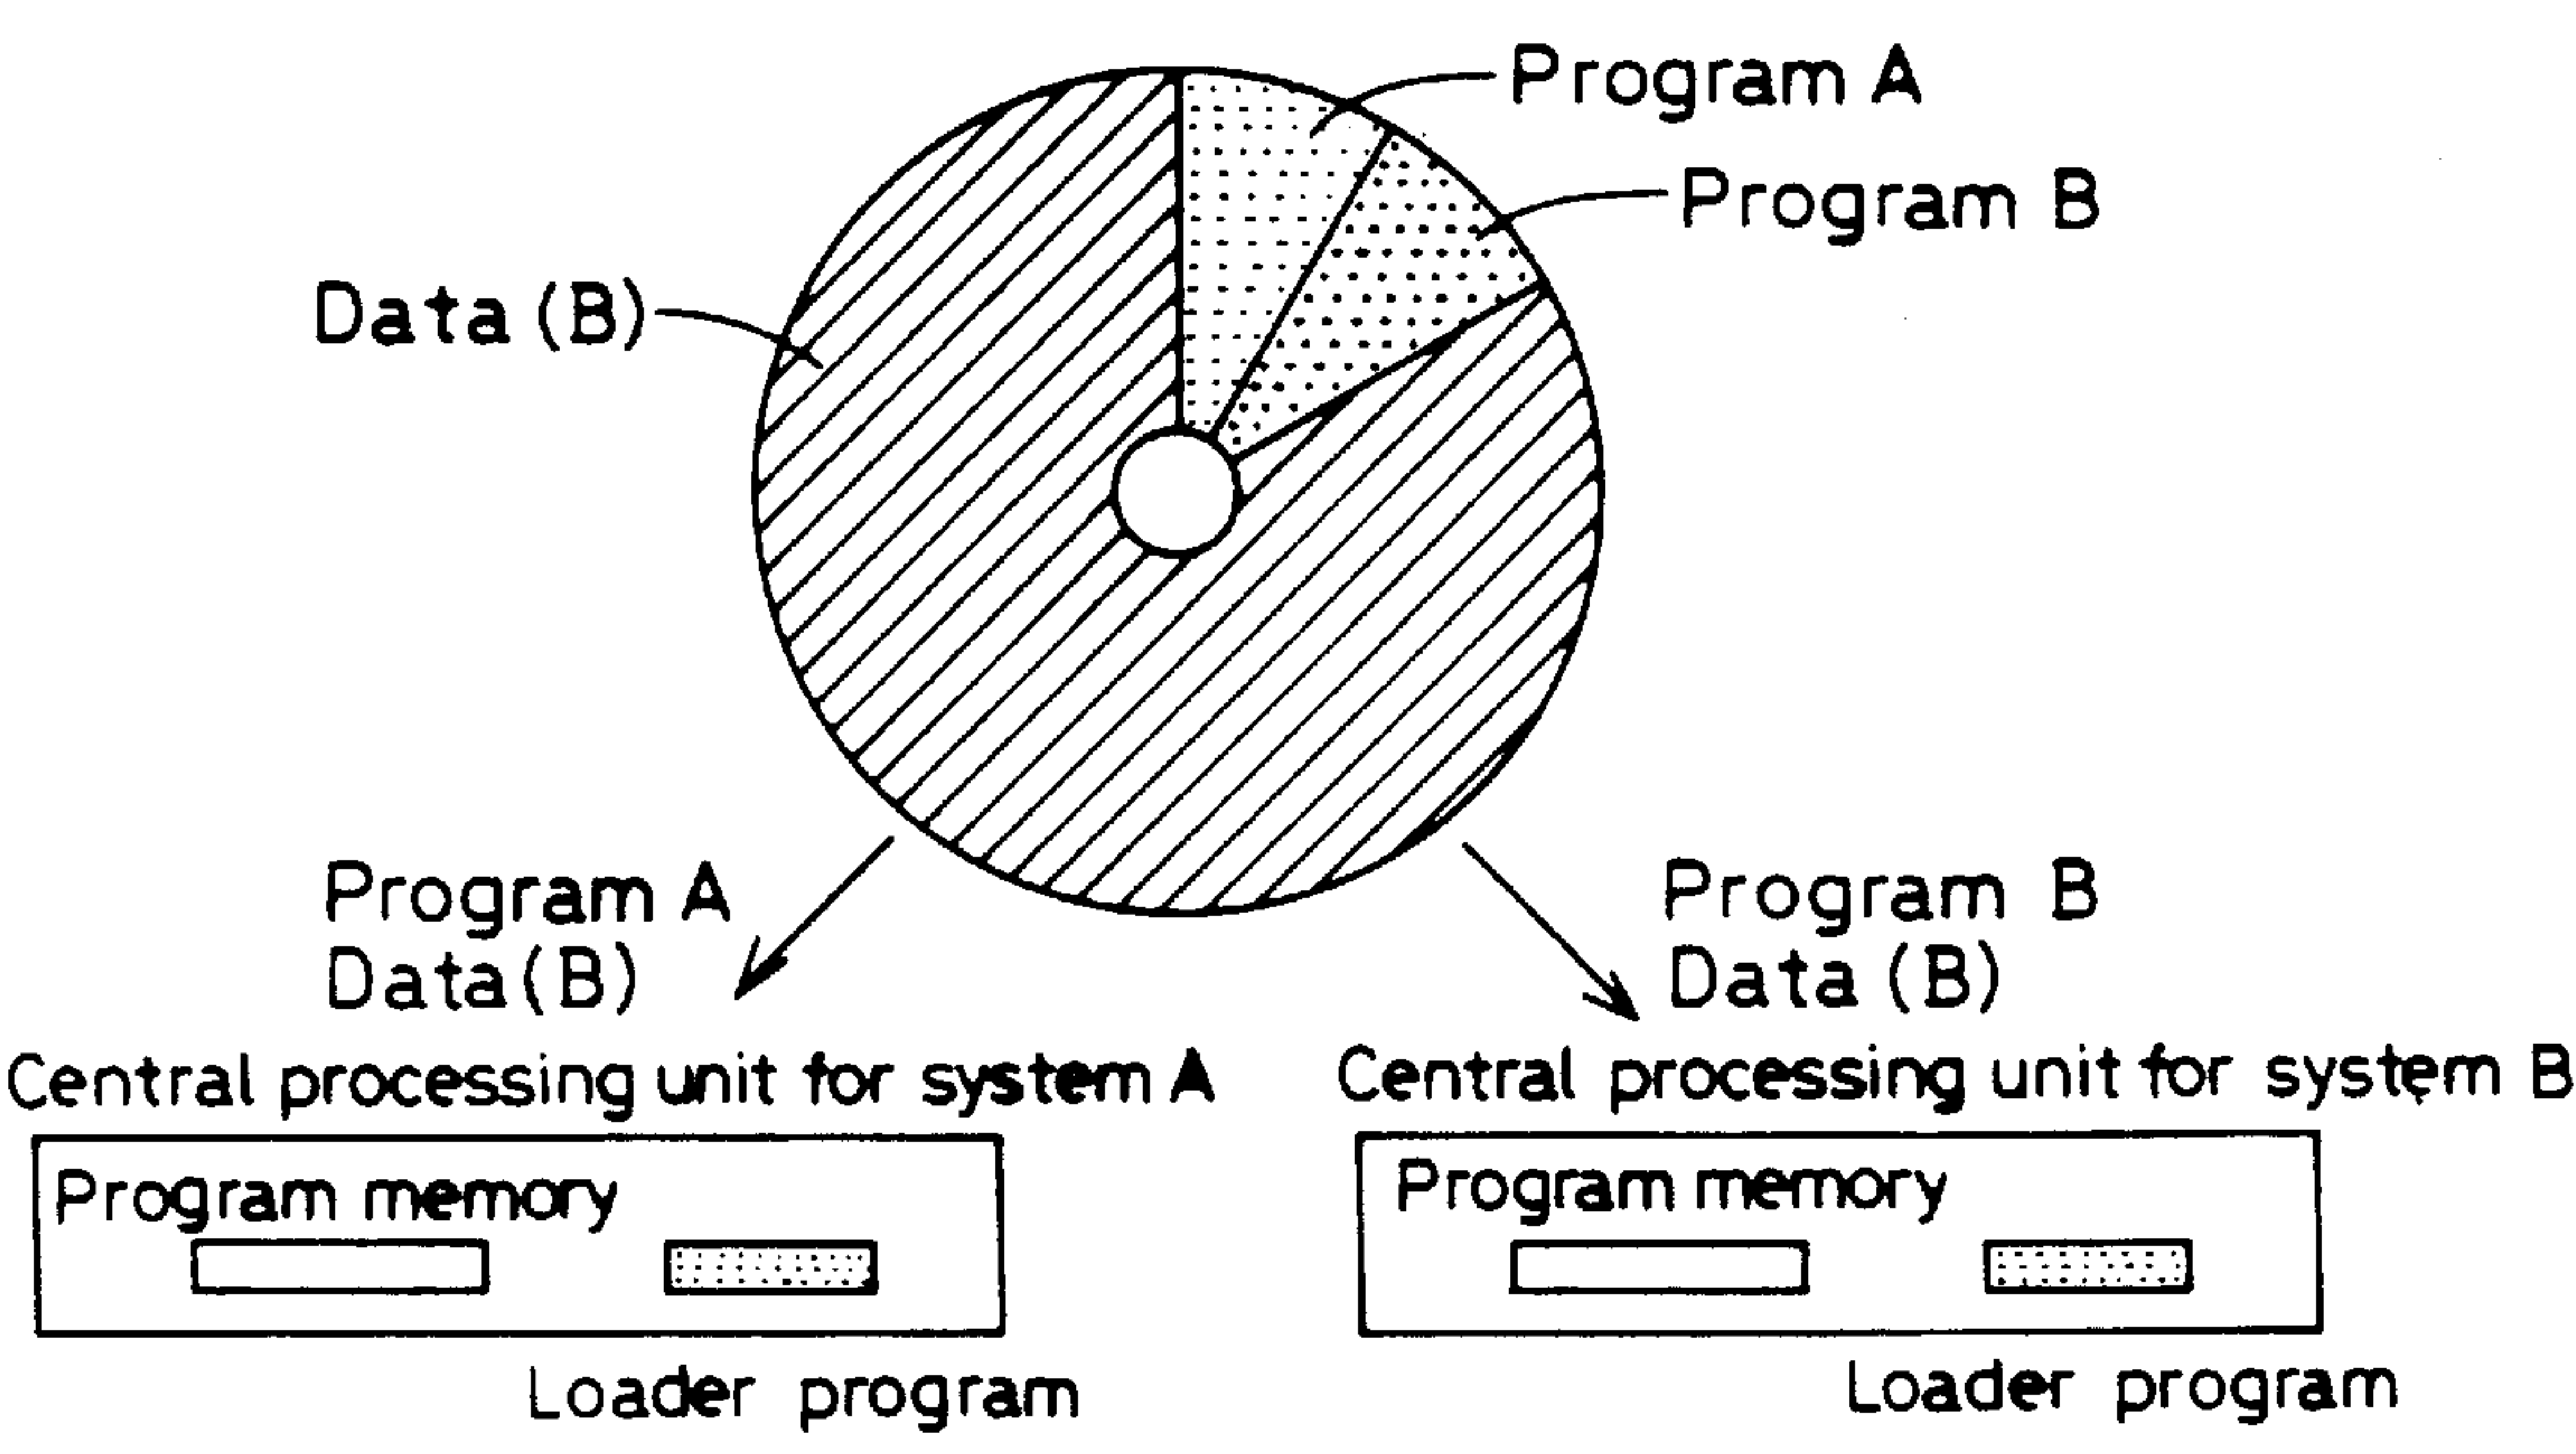 Program A
Program B
Data (B)
Program A
Data (B)
Program B
Data (B)
Central processing unit for system A
Central processing unit for system B
Program memory
Program memory
Loader program
Loader program